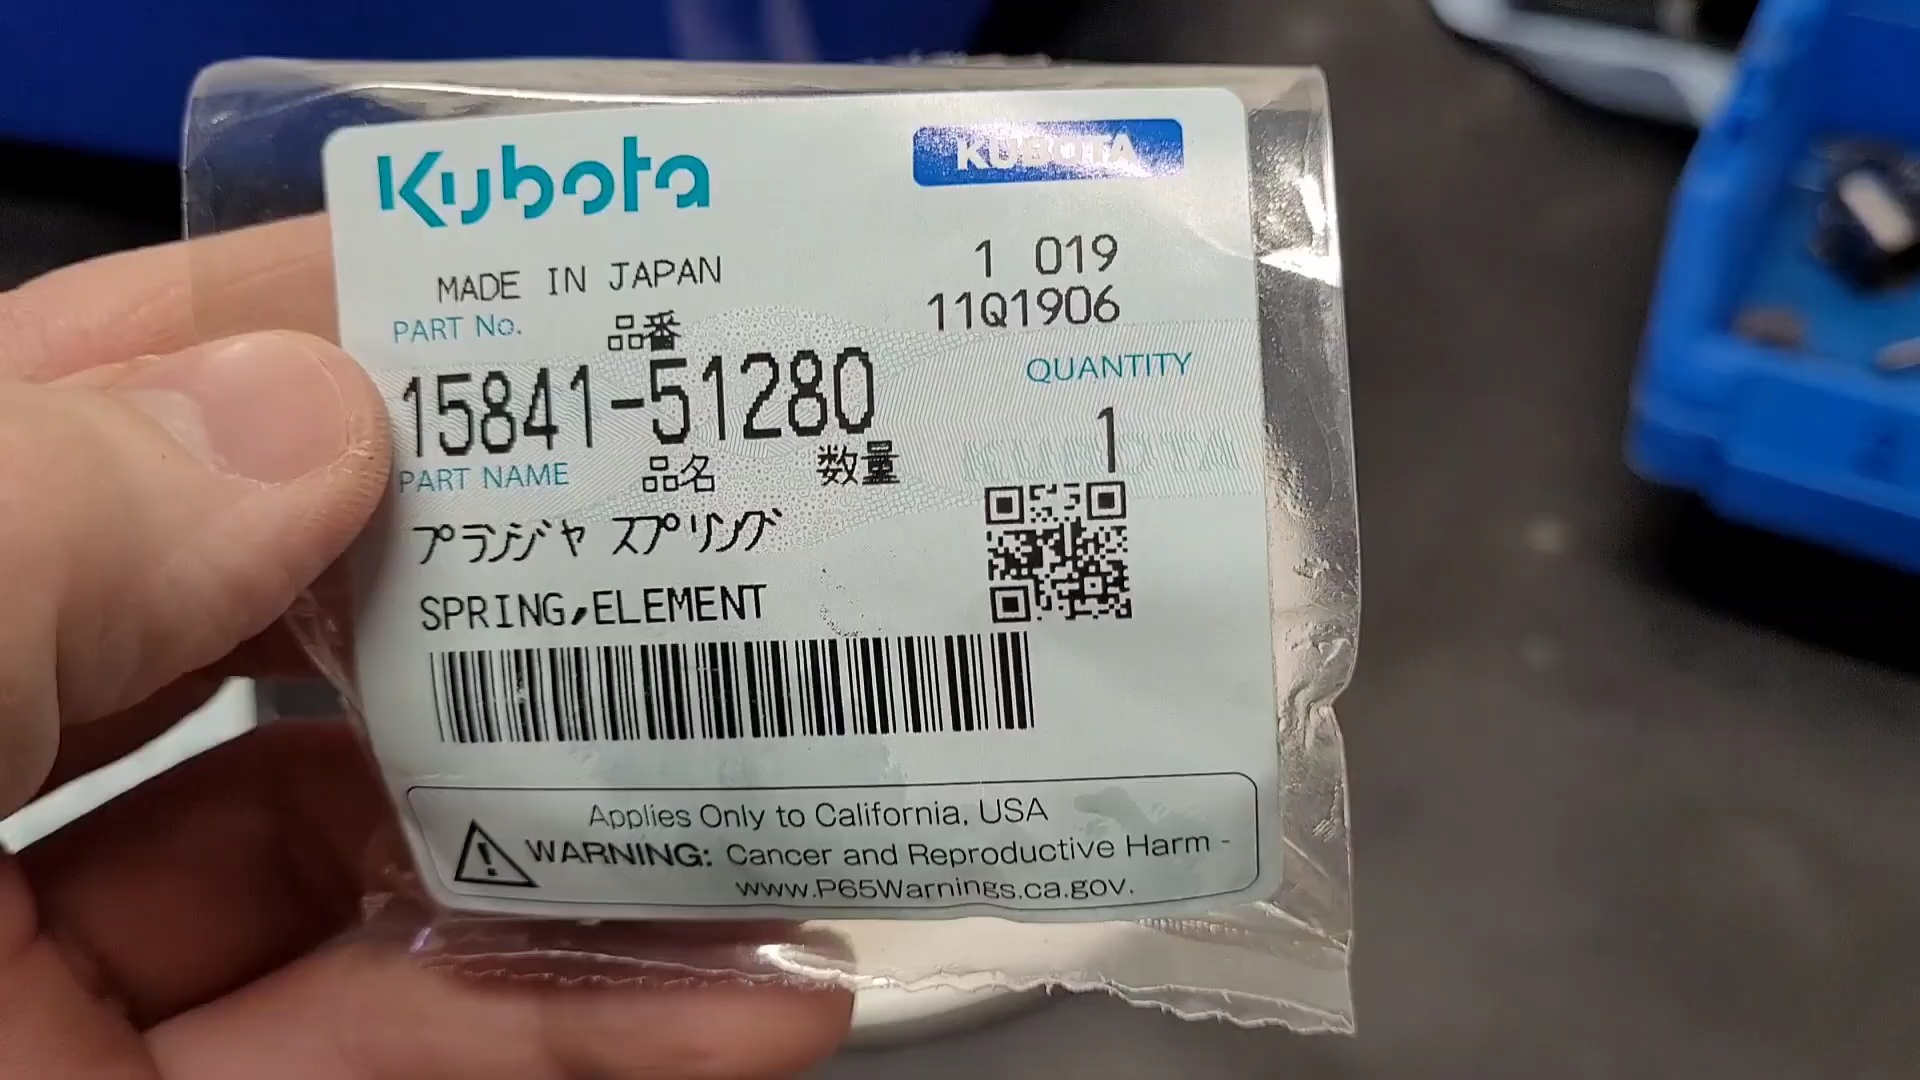 Kubota
KUBOTA
MADE IN JAPAN
1 019
11Q1906
PART No. 品番
15841-51280
QUANTITY
数量
1
PART NAME 品名
プランジャ スプリング
SPRING,ELEMENT
Applies Only to California, USA
WARNING: Cancer and Reproductive Harm -
www.P65Warnings.ca.gov.